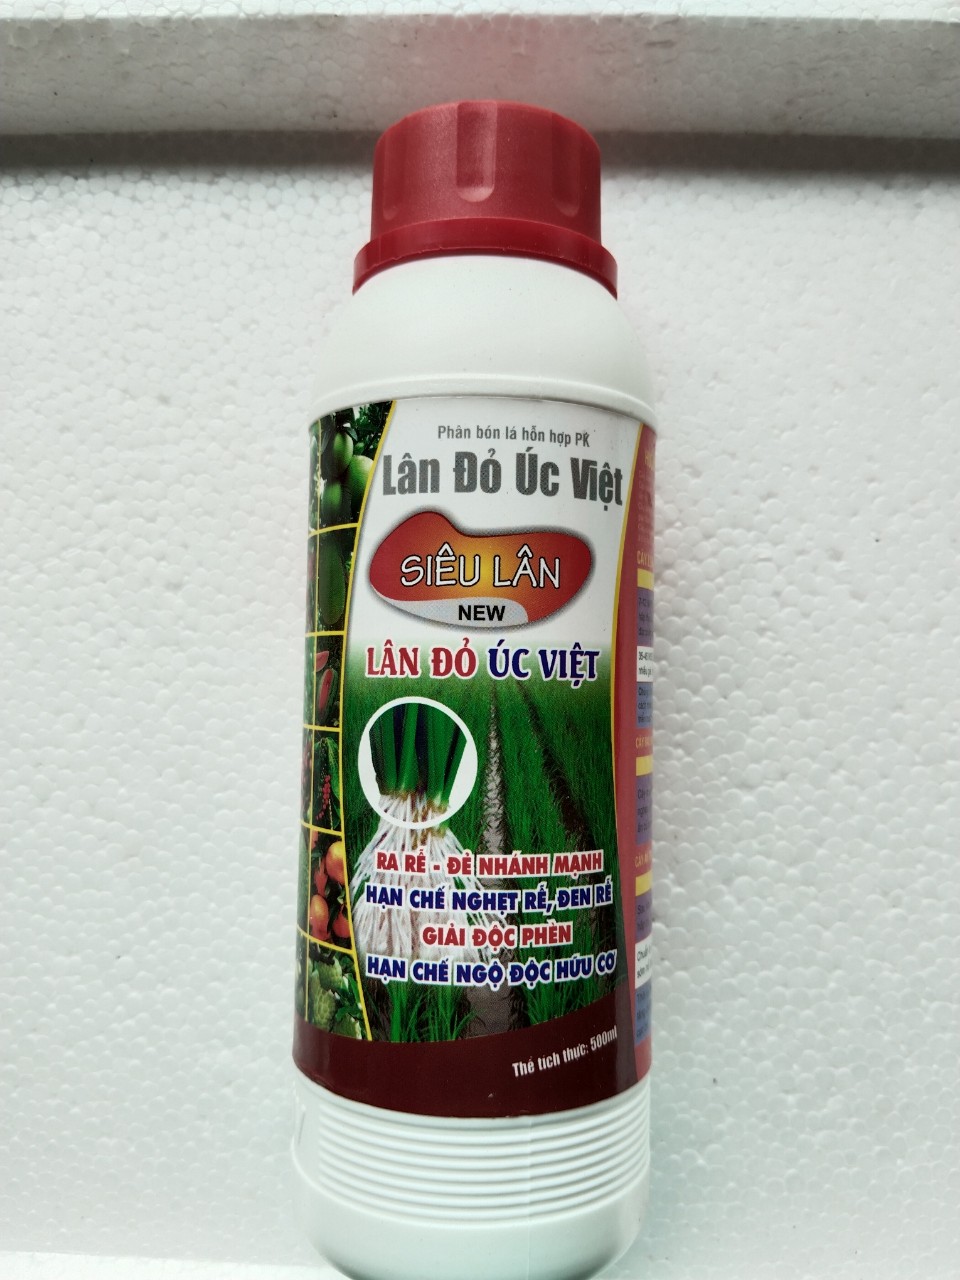 Phân bón lá hỗn hợp PK
Lân Đỏ Úc Việt
SIÊU LÂN
NEW
LÂN ĐỎ ÚC VIỆT
RA RỄ - ĐẺ NHÁNH MẠNH
HẠN CHẾ NGHẸT RỄ, ĐEN RỄ
GIẢI ĐỘC PHÈN
HẠN CHẾ NGỘ ĐỘC HỮU CƠ
Thể tích thực: 500ml